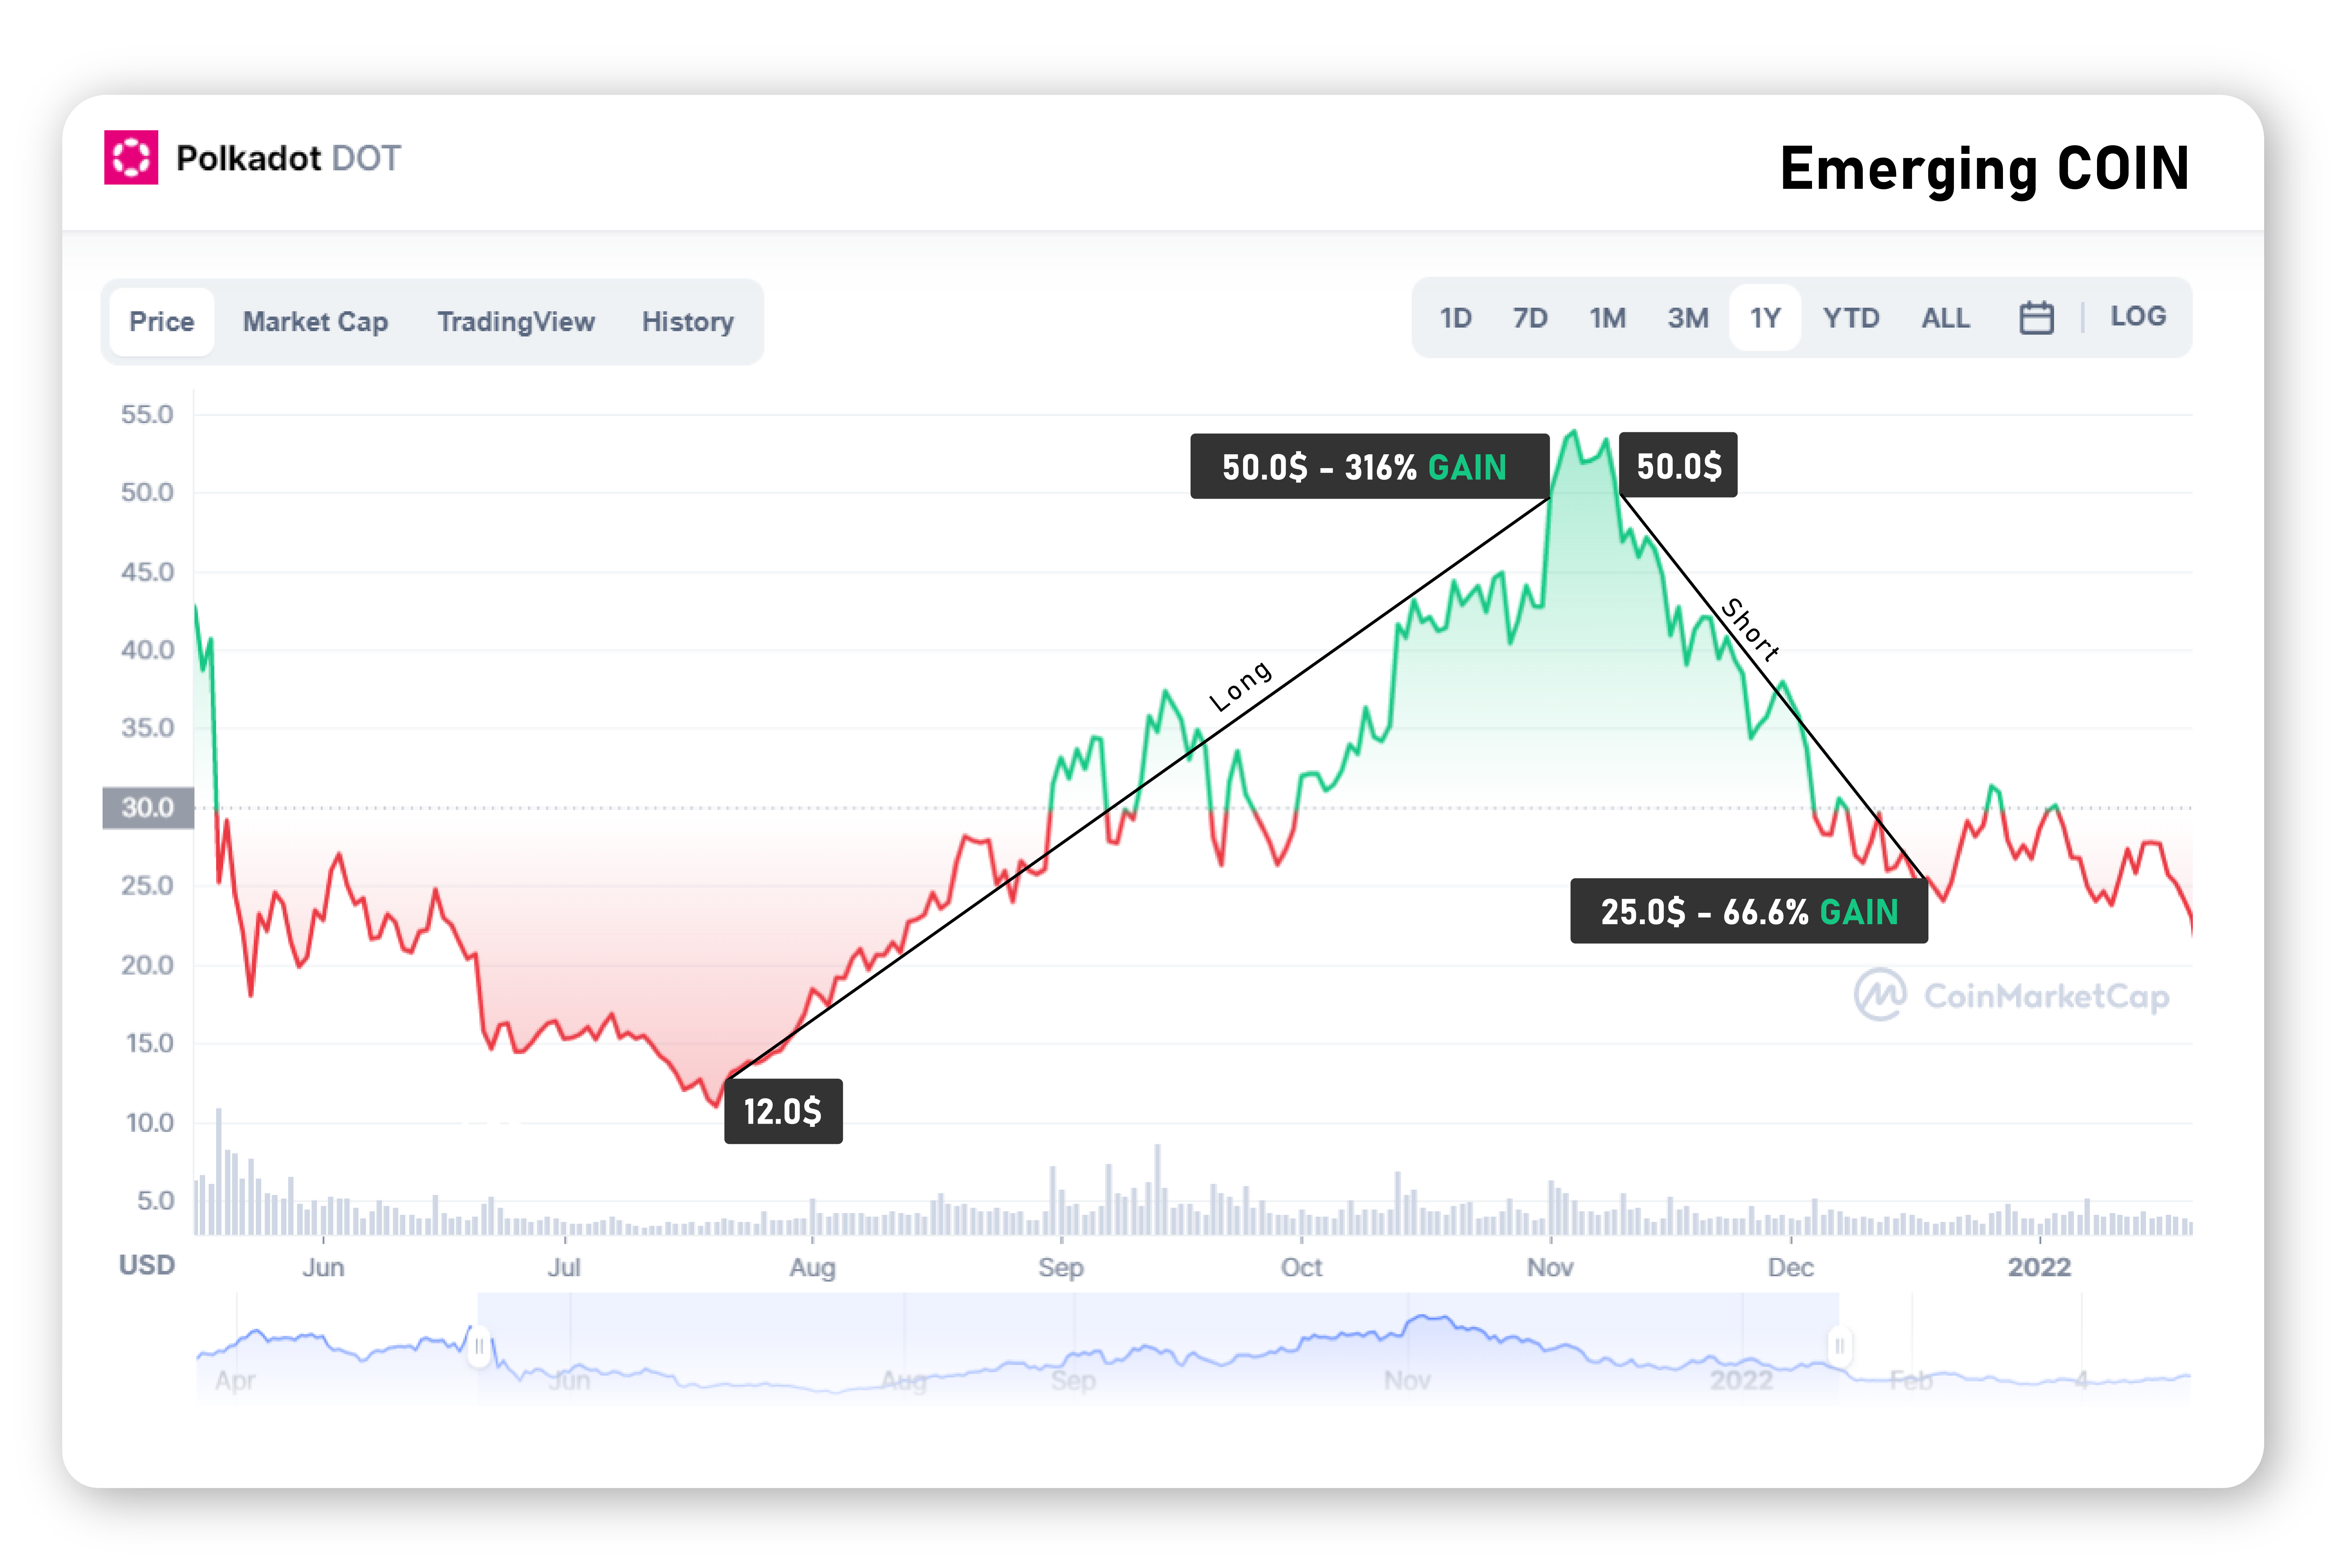 Polkadot DOT
Emerging COIN
Price Market Cap TradingView History
1D 7D 1M 3M 1Y YTD ALL LOG
55.0
50.0$ - 316% GAIN
50.0$
50.0
45.0
40.0
Short
Long
35.0
30.0
25.0
25.0$ - 66.6% GAIN
20.0
CoinMarketCap
15.0
12.0$
10.0
5.0
USD Jun Jul Aug Sep Oct Nov Dec 2022
Apr Jun Aug Sep Nov 2022 Feb 4